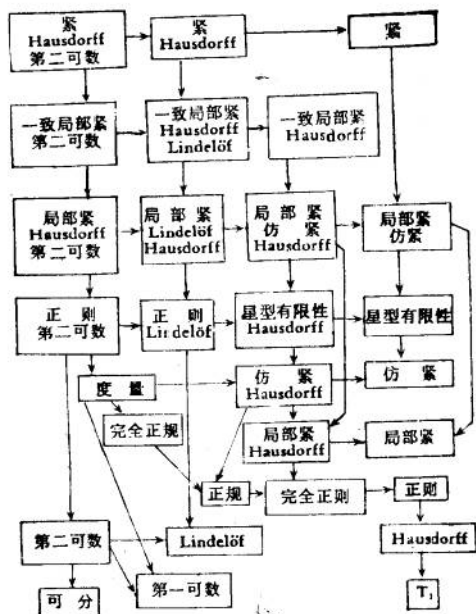 紧
Hausdorff
第二可数
紧
Hausdorff
紧
一致局部紧
第二可数
一致局部紧
Hausdorff
Lindelöf
一致局部紧
Hausdorff
局部紧
Hausdorff
第二可数
局部紧
Lindelöf
Hausdorff
局部紧
仿紧
Hausdorff
局部紧
仿紧
正则
第二可数
正则
Lindelöf
星型有限性
Hausdorff
星型有限性
度量
仿紧
Hausdorff
仿紧
完全正规
局部紧
Hausdorff
局部紧
正规
完全正则
正则
第二可数
Lindelöf
Hausdorff
可分
第一可数
T₁